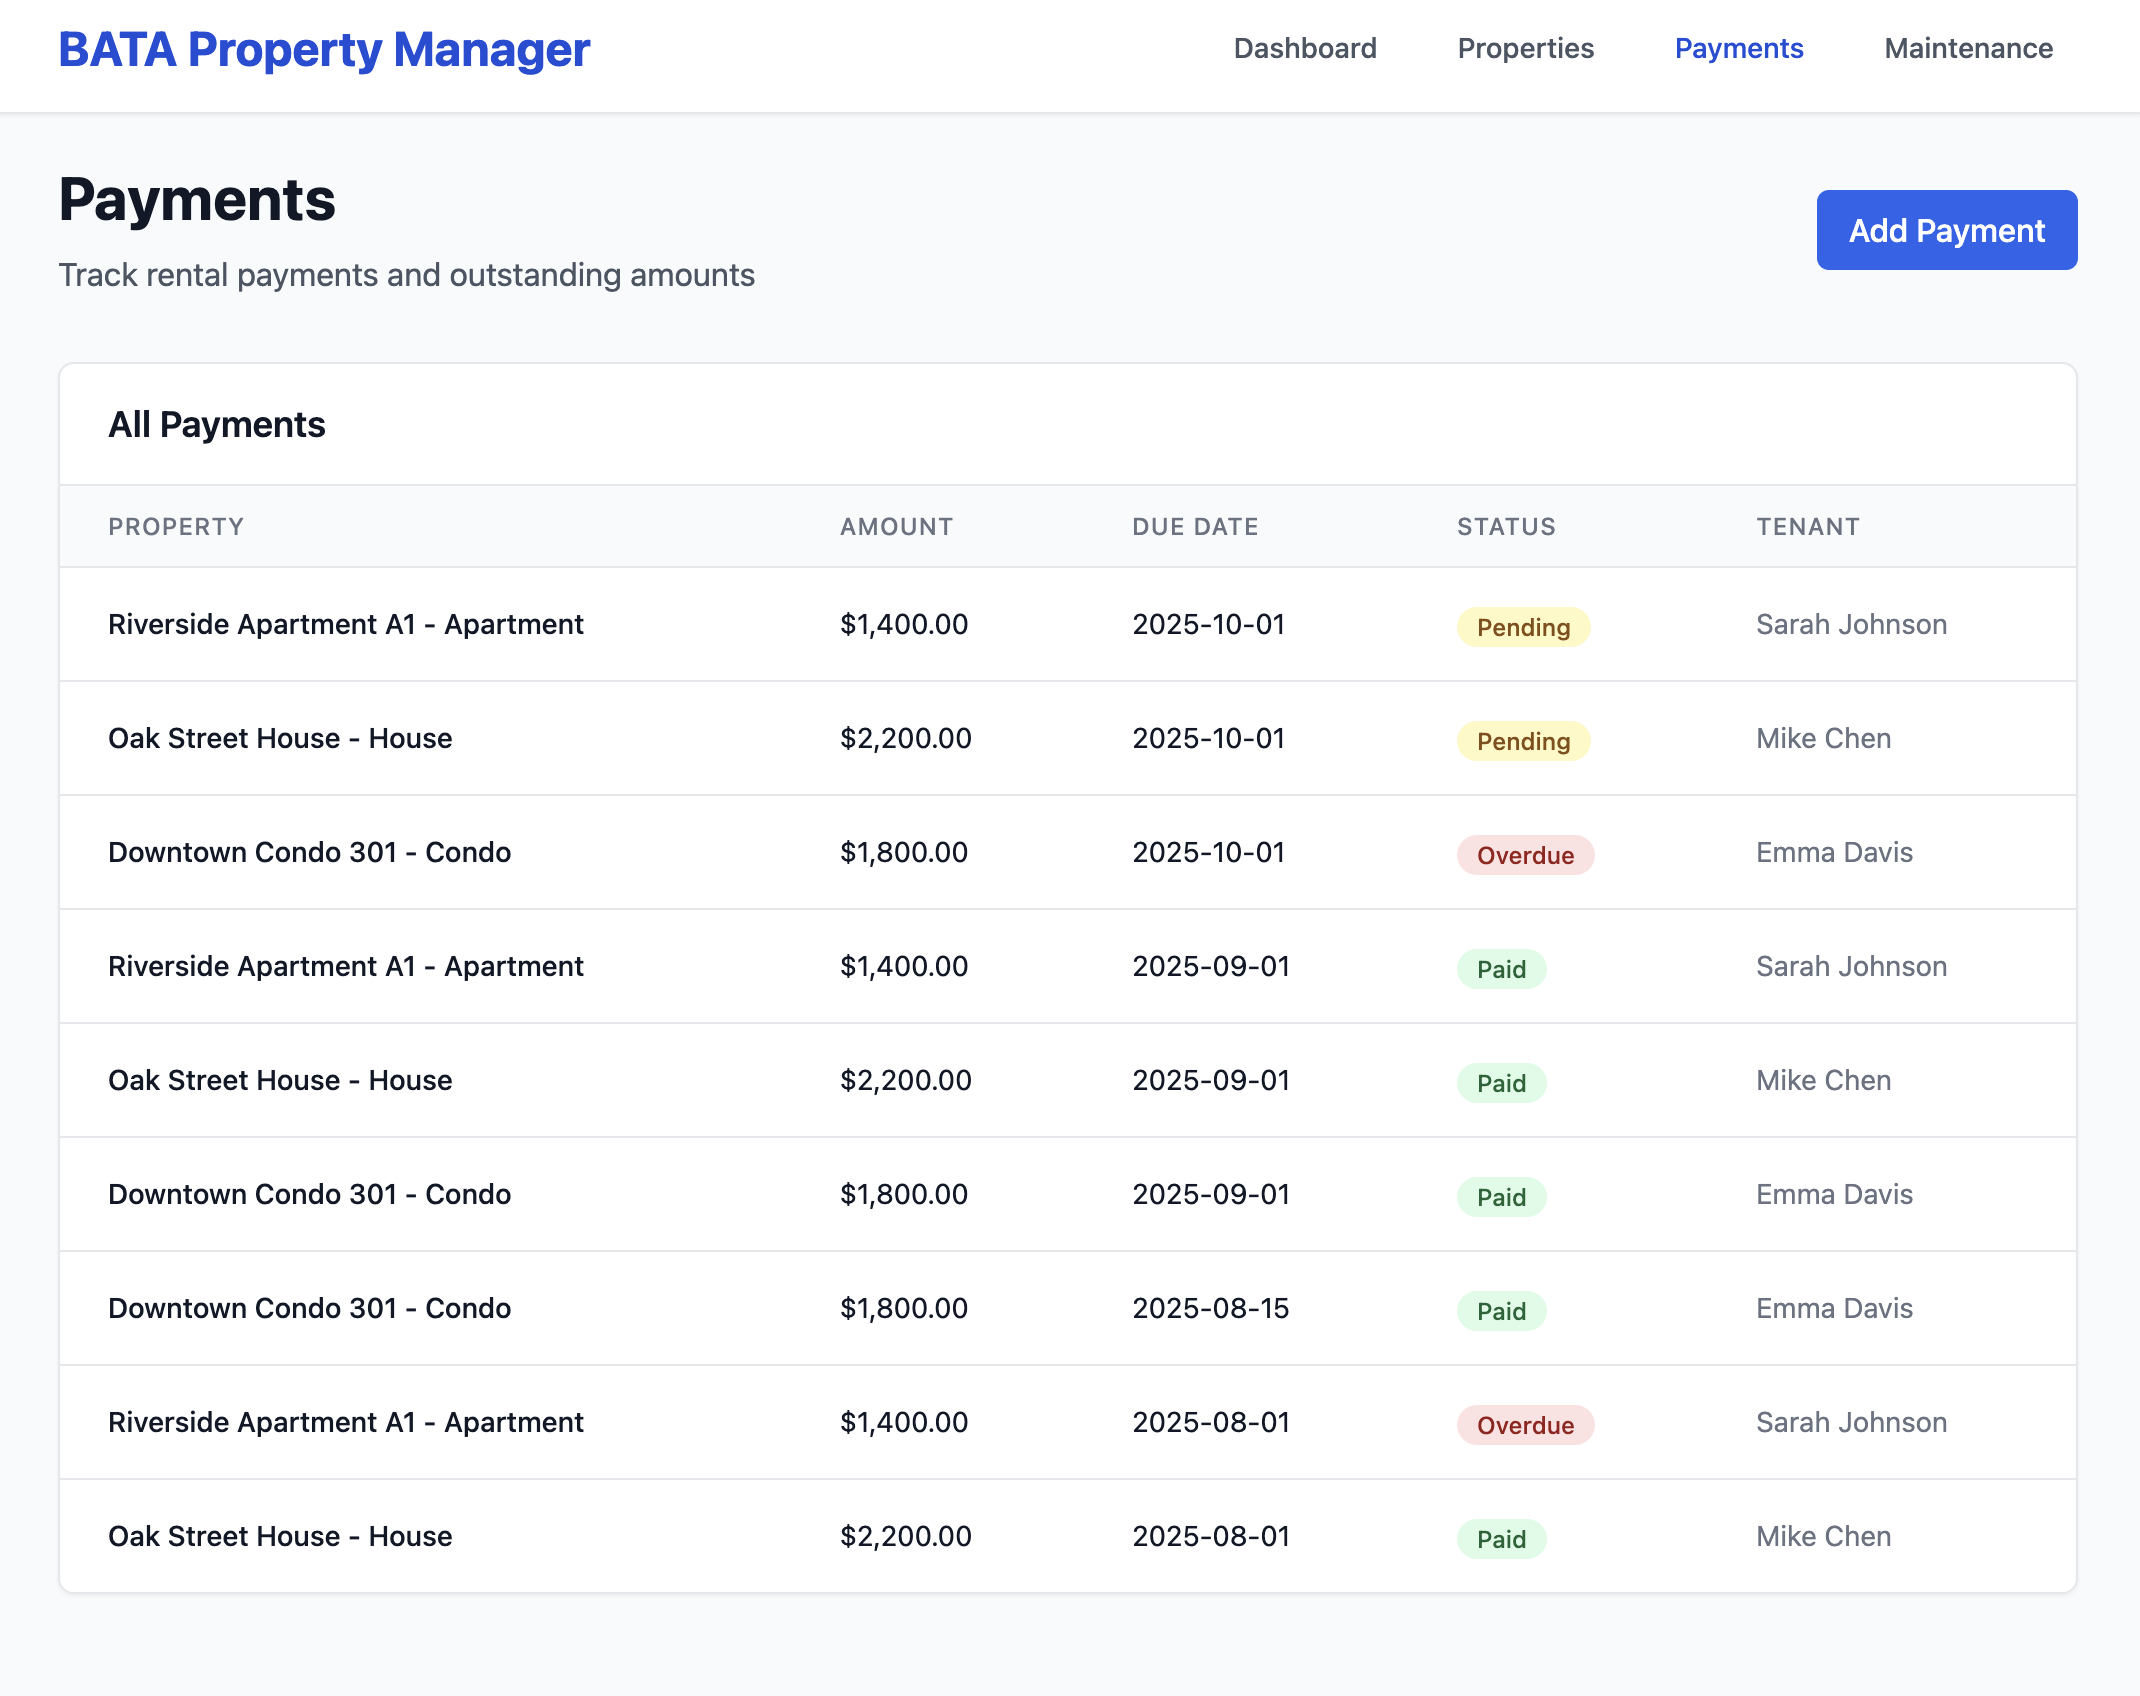 BATA Property Manager Dashboard Properties Payments Maintenance
Payments
Add Payment
Track rental payments and outstanding amounts
All Payments
PROPERTY AMOUNT DUE DATE STATUS TENANT
Riverside Apartment A1 - Apartment $1,400.00 2025-10-01 Pending Sarah Johnson
Oak Street House - House $2,200.00 2025-10-01 Pending Mike Chen
Downtown Condo 301 - Condo $1,800.00 2025-10-01 Overdue Emma Davis
Riverside Apartment A1 - Apartment $1,400.00 2025-09-01 Paid Sarah Johnson
Oak Street House - House $2,200.00 2025-09-01 Paid Mike Chen
Downtown Condo 301 - Condo $1,800.00 2025-09-01 Paid Emma Davis
Downtown Condo 301 - Condo $1,800.00 2025-08-15 Paid Emma Davis
Riverside Apartment A1 - Apartment $1,400.00 2025-08-01 Overdue Sarah Johnson
Oak Street House - House $2,200.00 2025-08-01 Paid Mike Chen